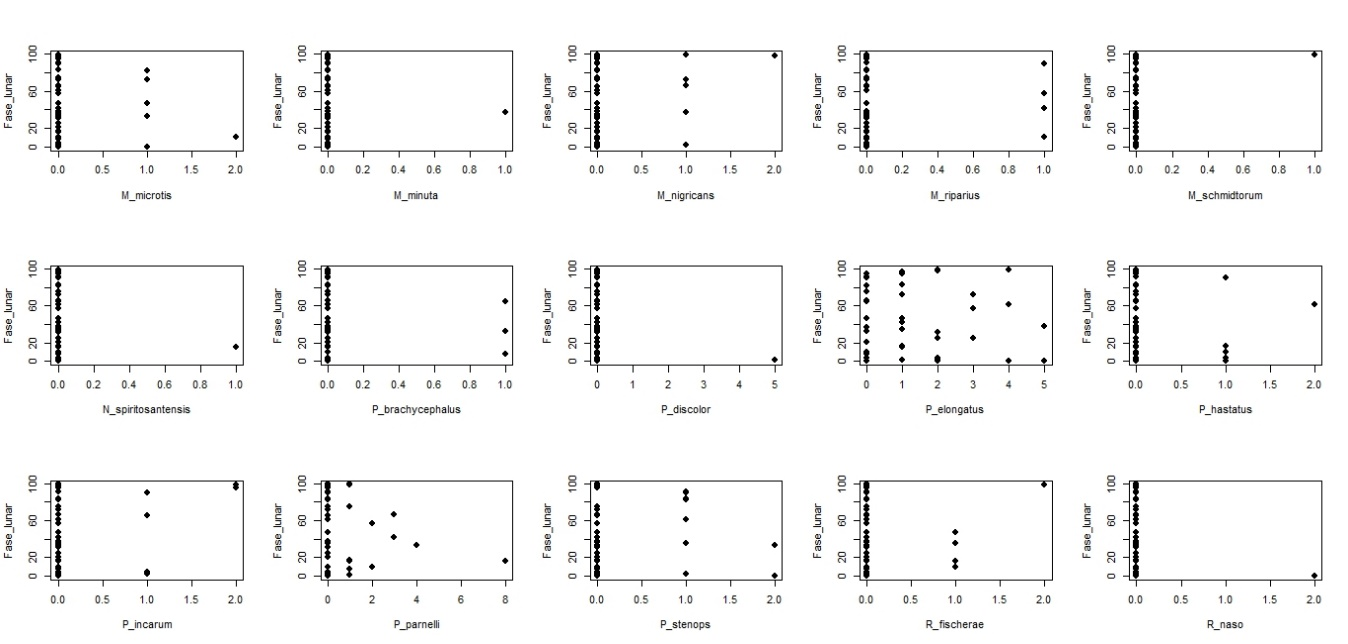 Fase_lunar
0 20 60 100
0.0 0.5 1.0 1.5 2.0
M_microtis
Fase_lunar
0 20 60 100
0.0 0.2 0.4 0.6 0.8 1.0
M_minuta
Fase_lunar
0 20 60 100
0.0 0.5 1.0 1.5 2.0
M_nigricans
Fase_lunar
0 20 60 100
0.0 0.2 0.4 0.6 0.8 1.0
M_riparius
Fase_lunar
0 20 60 100
0.0 0.2 0.4 0.6 0.8 1.0
M_schmidtorum
Fase_lunar
0 20 60 100
0.0 0.2 0.4 0.6 0.8 1.0
N_spiritosantensis
Fase_lunar
0 20 60 100
0.0 0.2 0.4 0.6 0.8 1.0
P_brachycephalus
Fase_lunar
0 20 60 100
0 1 2 3 4 5
P_discolor
Fase_lunar
0 20 60 100
0 1 2 3 4 5
P_elongatus
Fase_lunar
0 20 60 100
0.0 0.5 1.0 1.5 2.0
P_hastatus
Fase_lunar
0 20 60 100
0.0 0.5 1.0 1.5 2.0
P_incarum
Fase_lunar
0 20 60 100
0 2 4 6 8
P_parnelli
Fase_lunar
0 20 60 100
0.0 0.5 1.0 1.5 2.0
P_stenops
Fase_lunar
0 20 60 100
0.0 0.5 1.0 1.5 2.0
R_fischerae
Fase_lunar
0 20 60 100
0.0 0.5 1.0 1.5 2.0
R_naso